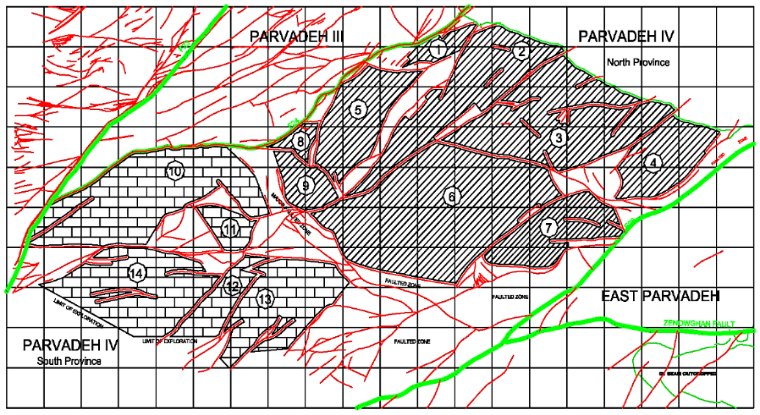 PARVADEH III
PARVADEH IV
North Province
1
2
3
4
5
6
7
8
9
10
11
12
13
14
FAULTED ZONE
FAULTED ZONE
FAULTED ZONE
LIMIT OF EXPLORATION
LIMIT OF EXPLORATION
EAST PARVADEH
ZENOWGHAN FAULT
PARVADEH IV
South Province